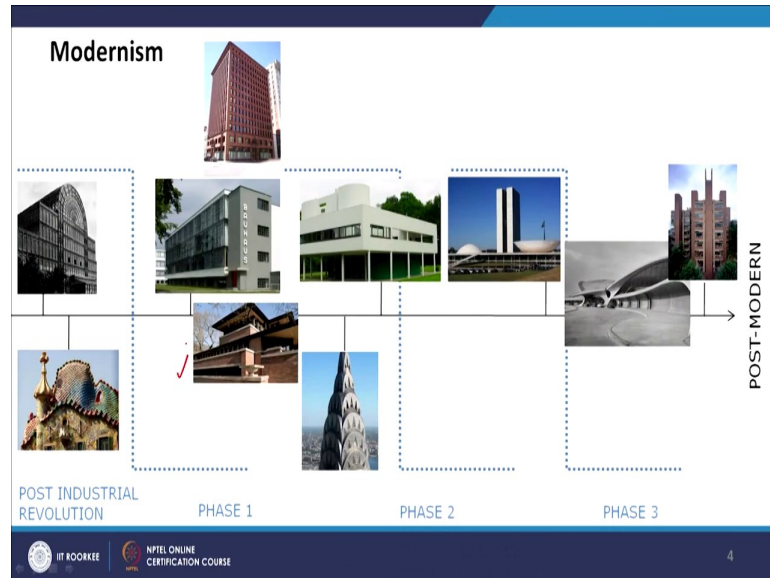 Modernism
BAUHAUS
POST-MODERN
POST INDUSTRIAL
REVOLUTION
PHASE 1
PHASE 2
PHASE 3
IIT ROORKEE
NPTEL ONLINE
CERTIFICATION COURSE
4